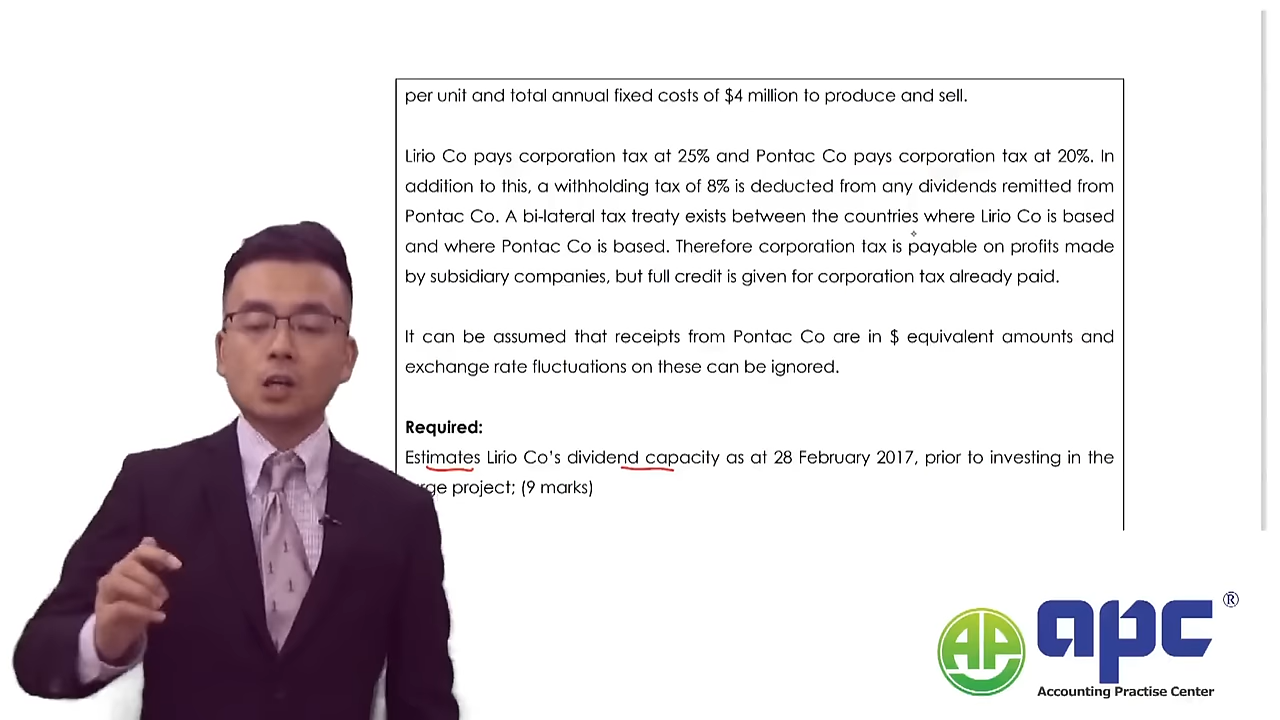 per unit and total annual fixed costs of $4 million to produce and sell.
Lirio Co pays corporation tax at 25% and Pontac Co pays corporation tax at 20%. In
addition to this, a withholding tax of 8% is deducted from any dividends remitted from
Pontac Co. A bi-lateral tax treaty exists between the countries where Lirio Co is based
and where Pontac Co is based. Therefore corporation tax is payable on profits made
by subsidiary companies, but full credit is given for corporation tax already paid.
It can be assumed that receipts from Pontac Co are in $ equivalent amounts and
exchange rate fluctuations on these can be ignored.
Required:
Estimates Lirio Co's dividend capacity as at 28 February 2017, prior to investing in the
project; (9 marks)
AP
apc®
Accounting Practise Center